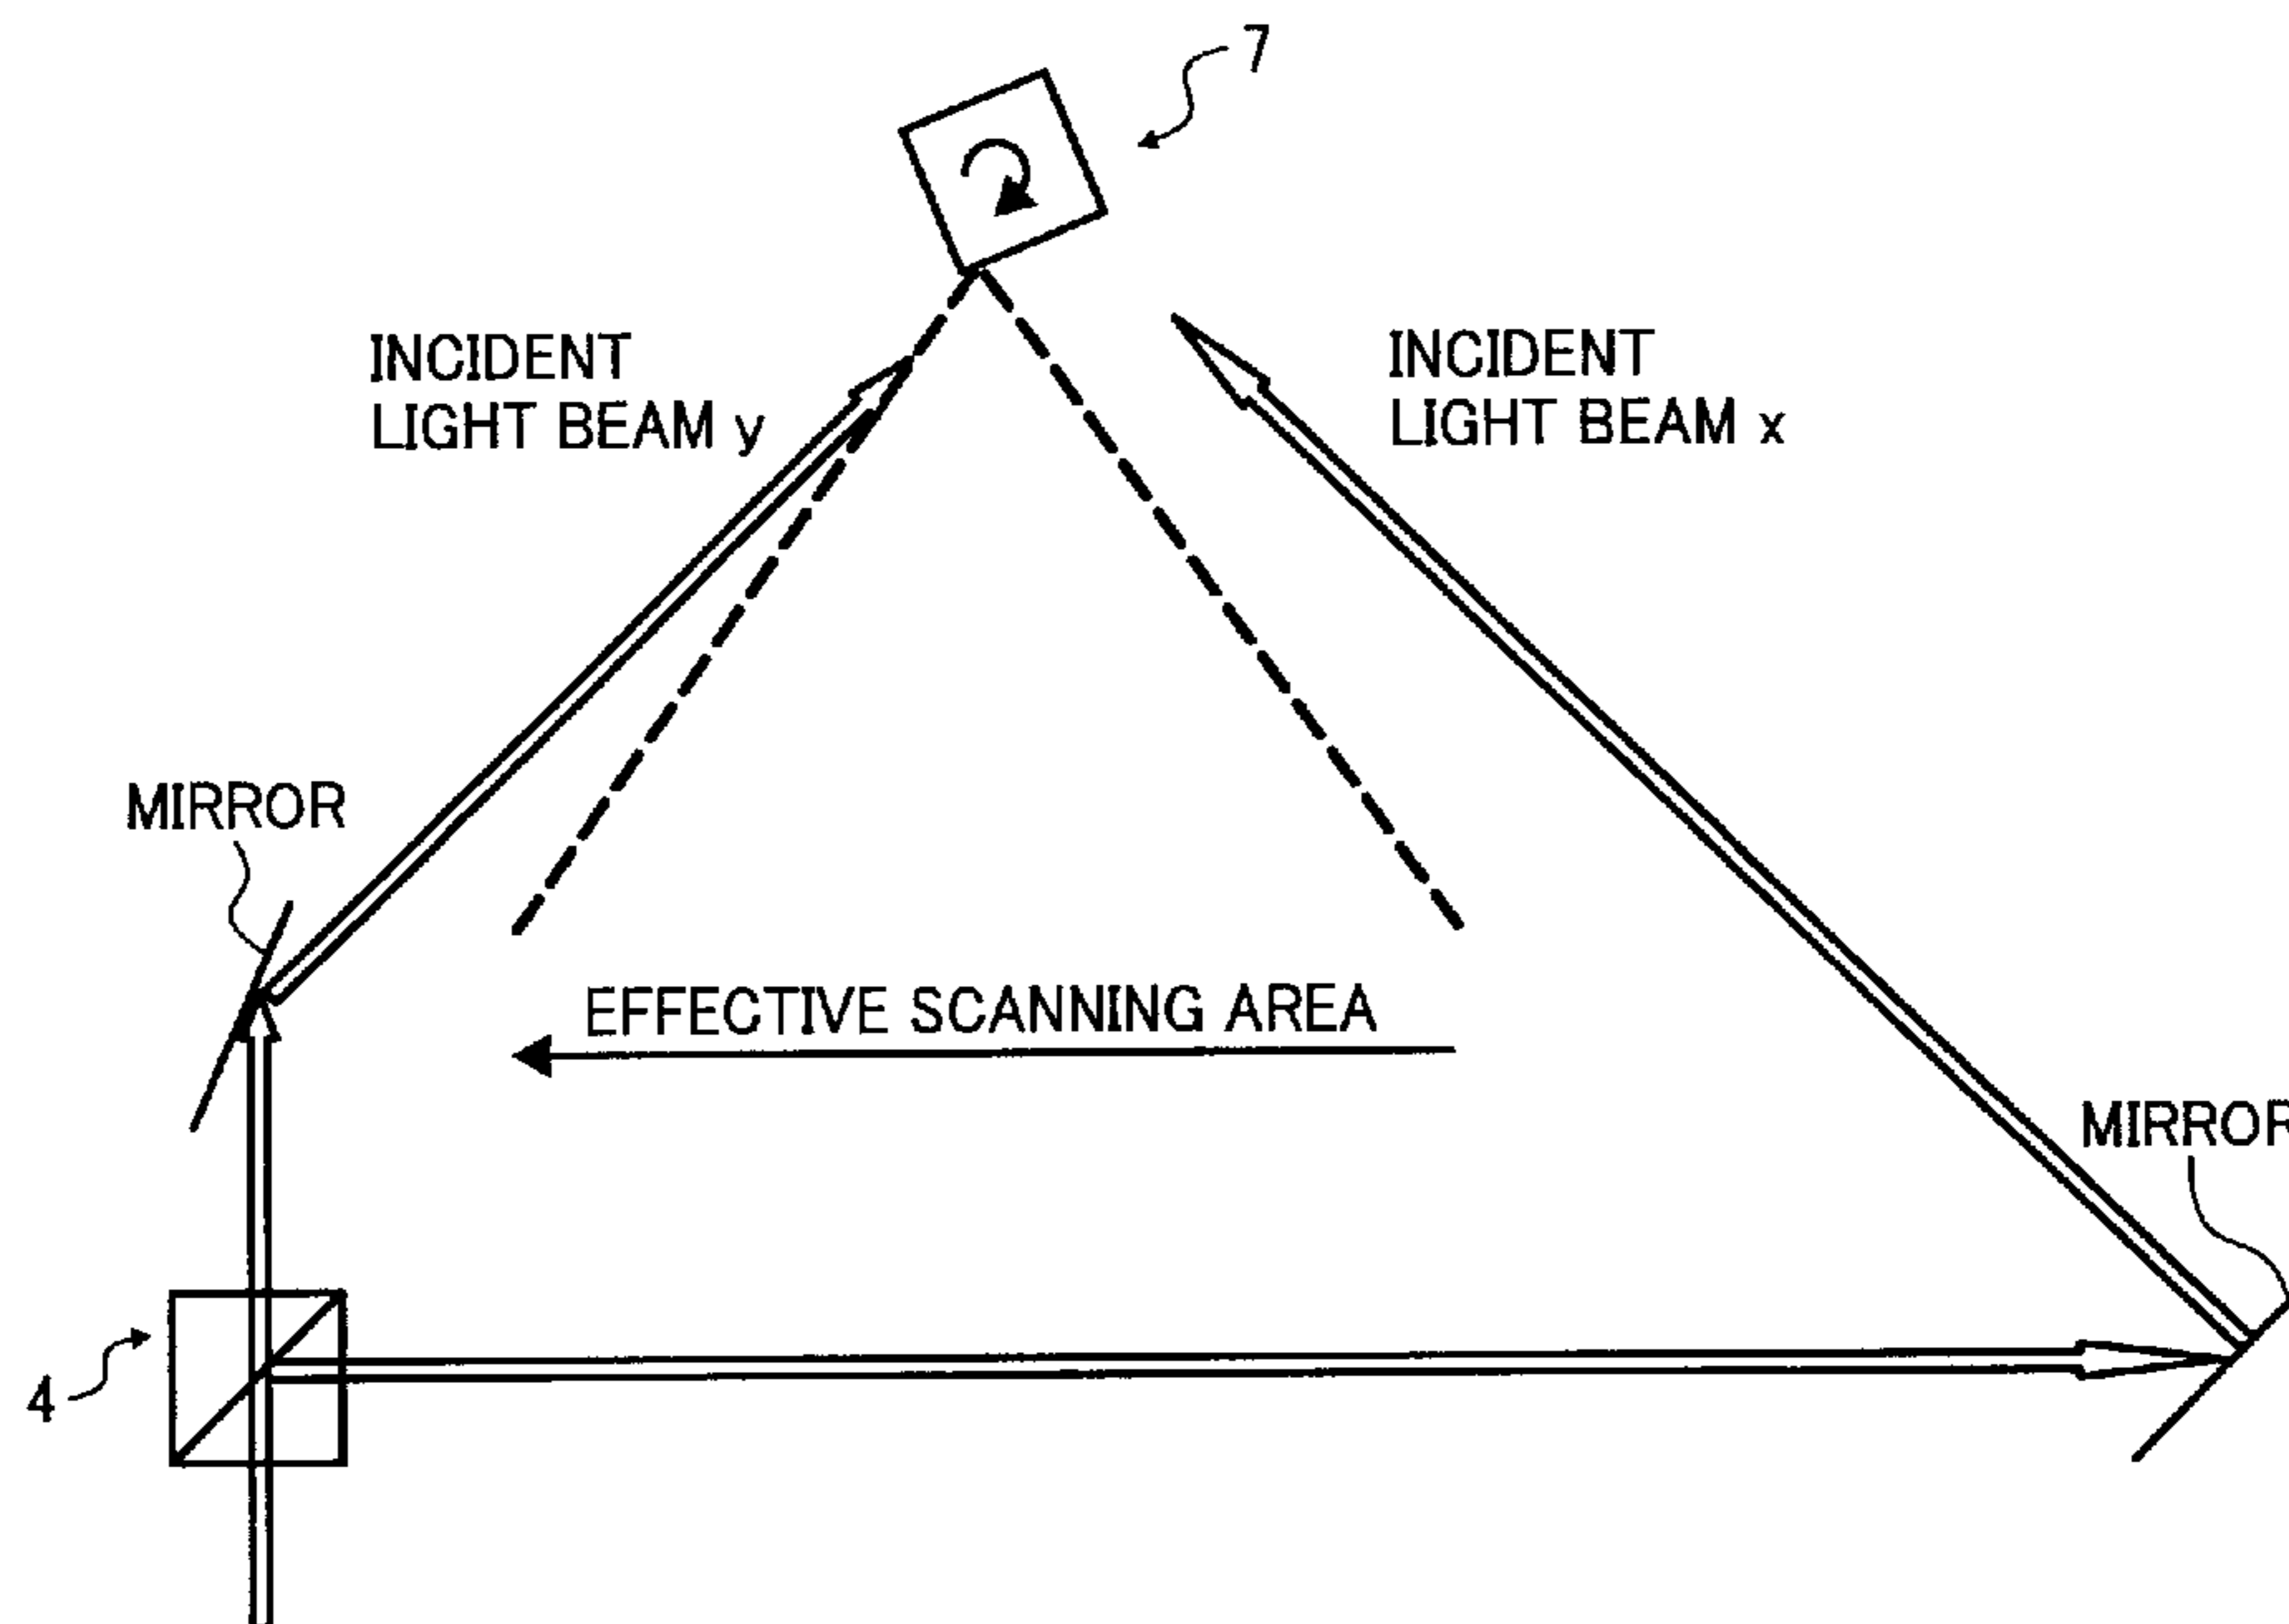 7
INCIDENT
LIGHT BEAM y
INCIDENT
LIGHT BEAM x
MIRROR
EFFECTIVE SCANNING AREA
MIRROR
4